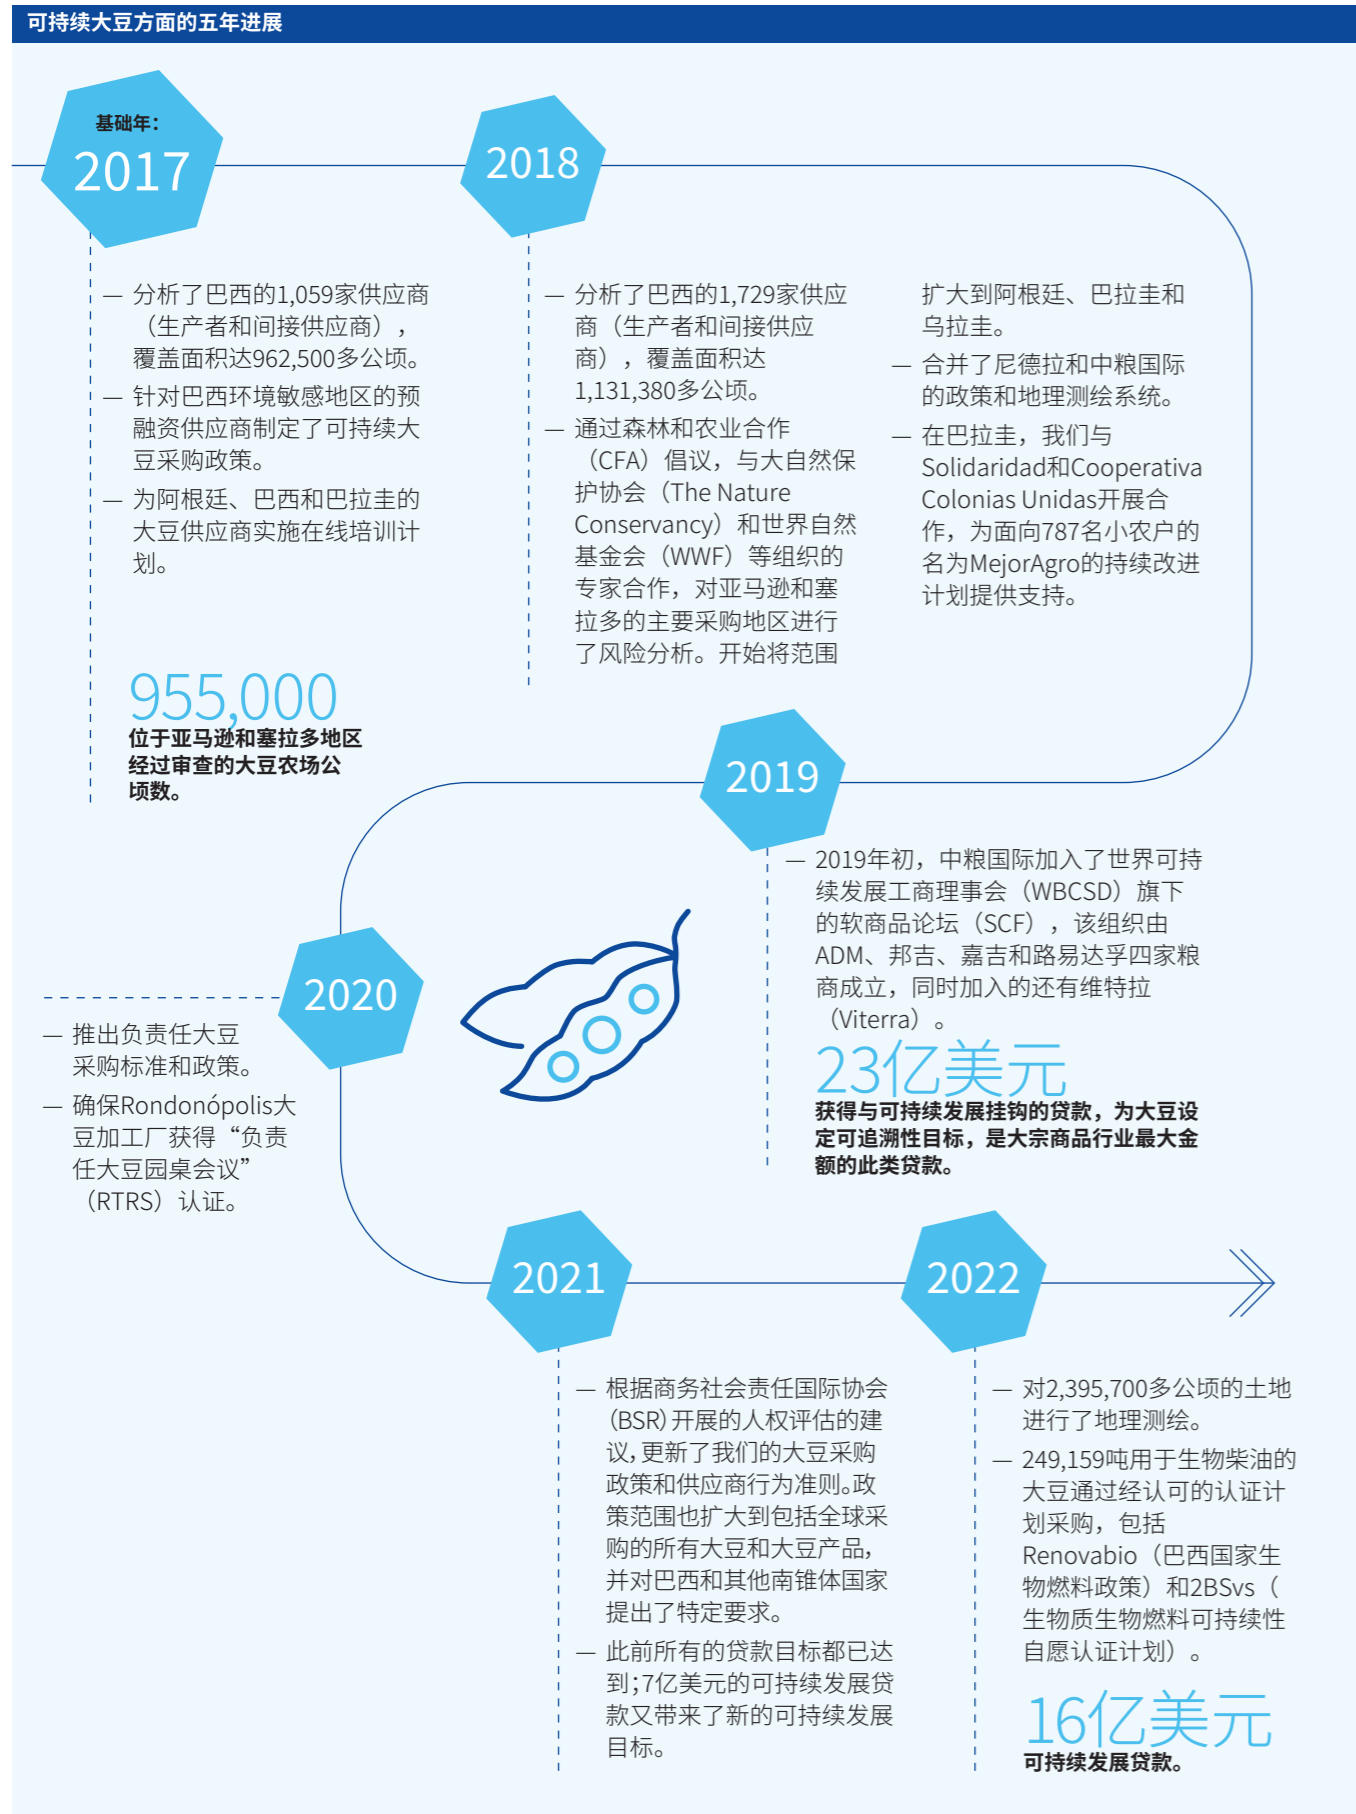 可持续大豆方面的五年进展
基础年：
2017
— 分析了巴西的1,059家供应商
（生产者和间接供应商），
覆盖面积达962,500多公顷。
— 针对巴西环境敏感地区的预
融资供应商制定了可持续大
豆采购政策。
— 为阿根廷、巴西和巴拉圭的
大豆供应商实施在线培训计
划。
955,000
位于亚马逊和塞拉多地区
经过审查的大豆农场公
顷数。
2018
— 分析了巴西的1,729家供应
商（生产者和间接供应
商），覆盖面积达
1,131,380多公顷。
— 通过森林和农业合作
（CFA）倡议，与大自然保
护协会（The Nature
Conservancy）和世界自然
基金会（WWF）等组织的
专家合作，对亚马逊和塞
拉多的主要采购地区进行
了风险分析。开始将范围
扩大到阿根廷、巴拉圭和
乌拉圭。
— 合并了尼德拉和中粮国际
的政策和地理测绘系统。
— 在巴拉圭，我们与
Solidaridad和Cooperativa
Colonias Unidas开展合
作，为面向787名小农户的
名为MejorAgro的持续改进
计划提供支持。
2019
— 2019年初，中粮国际加入了世界可持
续发展工商理事会（WBCSD）旗下
的软商品论坛（SCF），该组织由
ADM、邦吉、嘉吉和路易达孚四家粮
商成立，同时加入的还有维特拉
（Viterra）。
23亿美元
获得与可持续发展挂钩的贷款，为大豆设
定可追溯性目标，是大宗商品行业最大金
额的此类贷款。
2020
— 推出负责任大豆
采购标准和政策。
— 确保Rondonópolis大
豆加工厂获得“负责
任大豆园桌会议”
（RTRS）认证。
2021
— 根据商务社会责任国际协会
（BSR）开展的人权评估的建
议，更新了我们的大豆采购
政策和供应商行为准则。政
策范围也扩大到包括全球采
购的所有大豆和大豆产品，
并对巴西和其他南锥体国家
提出了特定要求。
— 此前所有的贷款目标都已达
到；7亿美元的可持续发展贷
款又带来了新的可持续发展
目标。
2022
— 对2,395,700多公顷的土地
进行了地理测绘。
— 249,159吨用于生物柴油的
大豆通过经认可的认证计
划采购，包括
Renovabio（巴西国家生
物燃料政策）和2BSvs（
生物质生物燃料可持续性
自愿认证计划）。
16亿美元
可持续发展贷款。